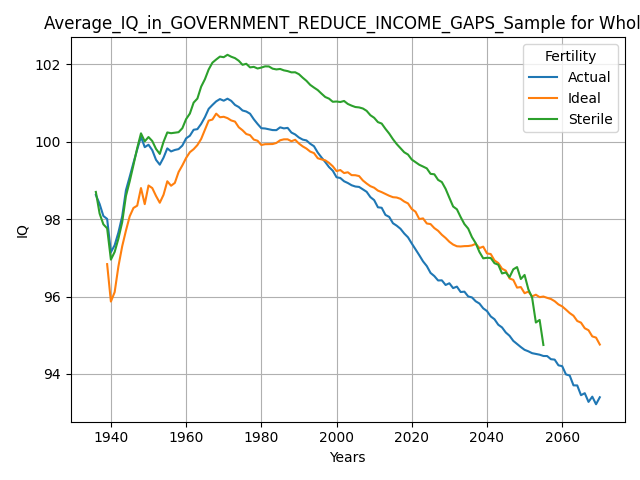 Average_IQ_in_GOVERNMENT_REDUCE_INCOME_GAPS_Sample for Whol
Fertility
Actual
Ideal
Sterile
IQ
102
100
98
96
94
1940
1960
1980
2000
2020
2040
2060
Years